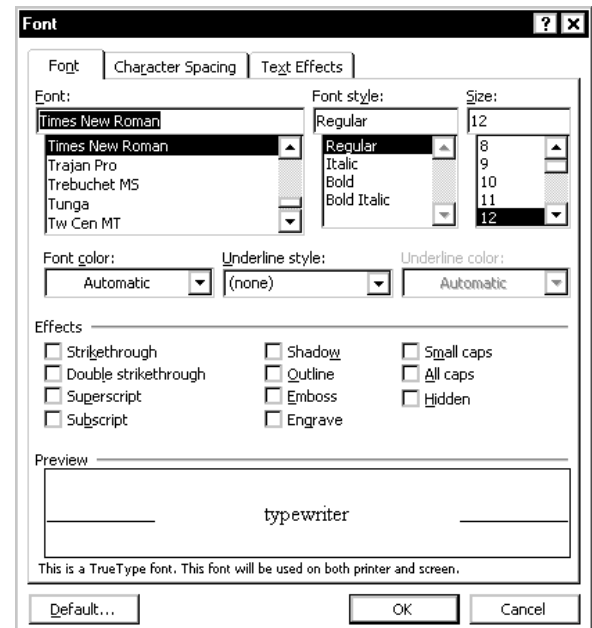 Font
Font Character Spacing Text Effects
Font: Font style: Size:
Times New Roman Regular 12
Times New Roman Regular 8
Trajan Pro Italic 9
Trebuchet MS Bold 10
Tunga Bold Italic 11
Tw Cen MT 12
Font color: Underline style: Underline color:
Automatic (none) Automatic
Effects
Strikethrough Shadow Small caps
Double strikethrough Outline All caps
Superscript Emboss Hidden
Subscript Engrave
Preview
typewriter
This is a TrueType font. This font will be used on both printer and screen.
Default... OK Cancel